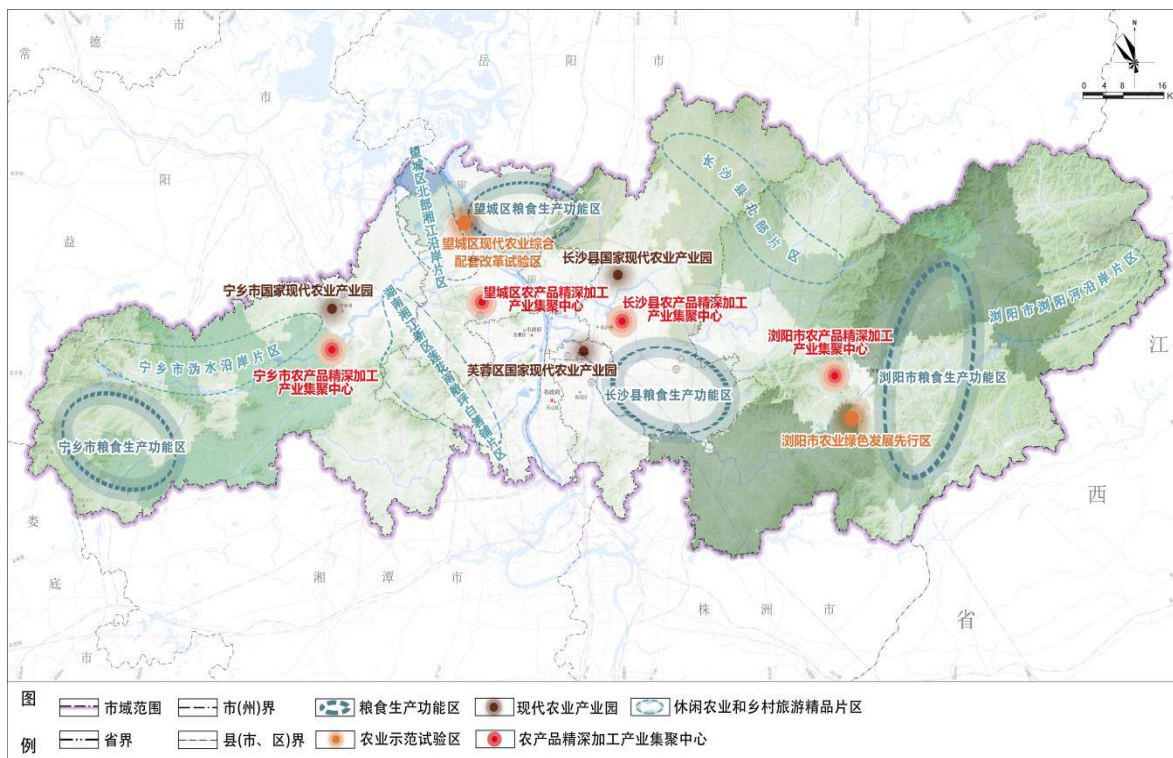 常德市
岳阳市
益阳市
娄底市
湘潭市
株洲市
江西省
N
0 4 8 16
K
望城区北部湘江沿岸片区
望城区粮食生产功能区
望城区现代农业综合
配套改革试验区
长沙县北部片区
长沙县国家现代农业产业园
宁乡市国家现代农业产业园
望城区农产品精深加工
产业集聚中心
长沙县农产品精深加工
产业集聚中心
浏阳市浏阳河沿岸片区
宁乡市沩水沿岸片区
宁乡市农产品精深加工
产业集聚中心
芙蓉区国家现代农业产业园
浏阳市农产品精深加工
产业集聚中心
浏阳市粮食生产功能区
长沙县粮食生产功能区
宁乡市粮食生产功能区
浏阳市农业绿色发展先行区
省政府
图例
市域范围
市(州)界
粮食生产功能区
现代农业产业园
休闲农业和乡村旅游精品片区
省界
县(市、区)界
农业示范试验区
农产品精深加工产业集聚中心